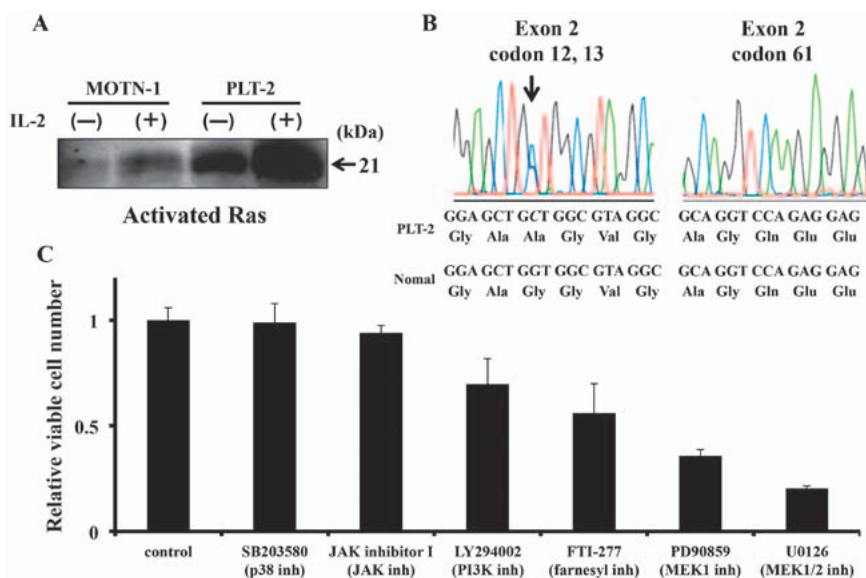 A
MOTN-1 PLT-2
IL-2 (—) (+) (—) (+) (kDa)
←21
Activated Ras
B
Exon 2
codon 12, 13
Exon 2
codon 61
GGA GCT GCT GGC GTA GGC GCA GGT CCA GAG GAG
PLT-2
Gly Ala Ala Gly Val Gly Ala Gly Gln Glu Glu
GGA GCT GGT GGC GTA GGC GCA GGT CCA GAG GAG
Nomal
Gly Ala Gly Gly Val Gly Ala Gly Gln Glu Glu
C
Relative viable cell number
1
0.5
0
control SB203580 JAK inhibitor I LY294002 FTI-277 PD90859 U0126
(p38 inh) (JAK inh) (PI3K inh) (farnesyl inh) (MEK1 inh) (MEK1/2 inh)